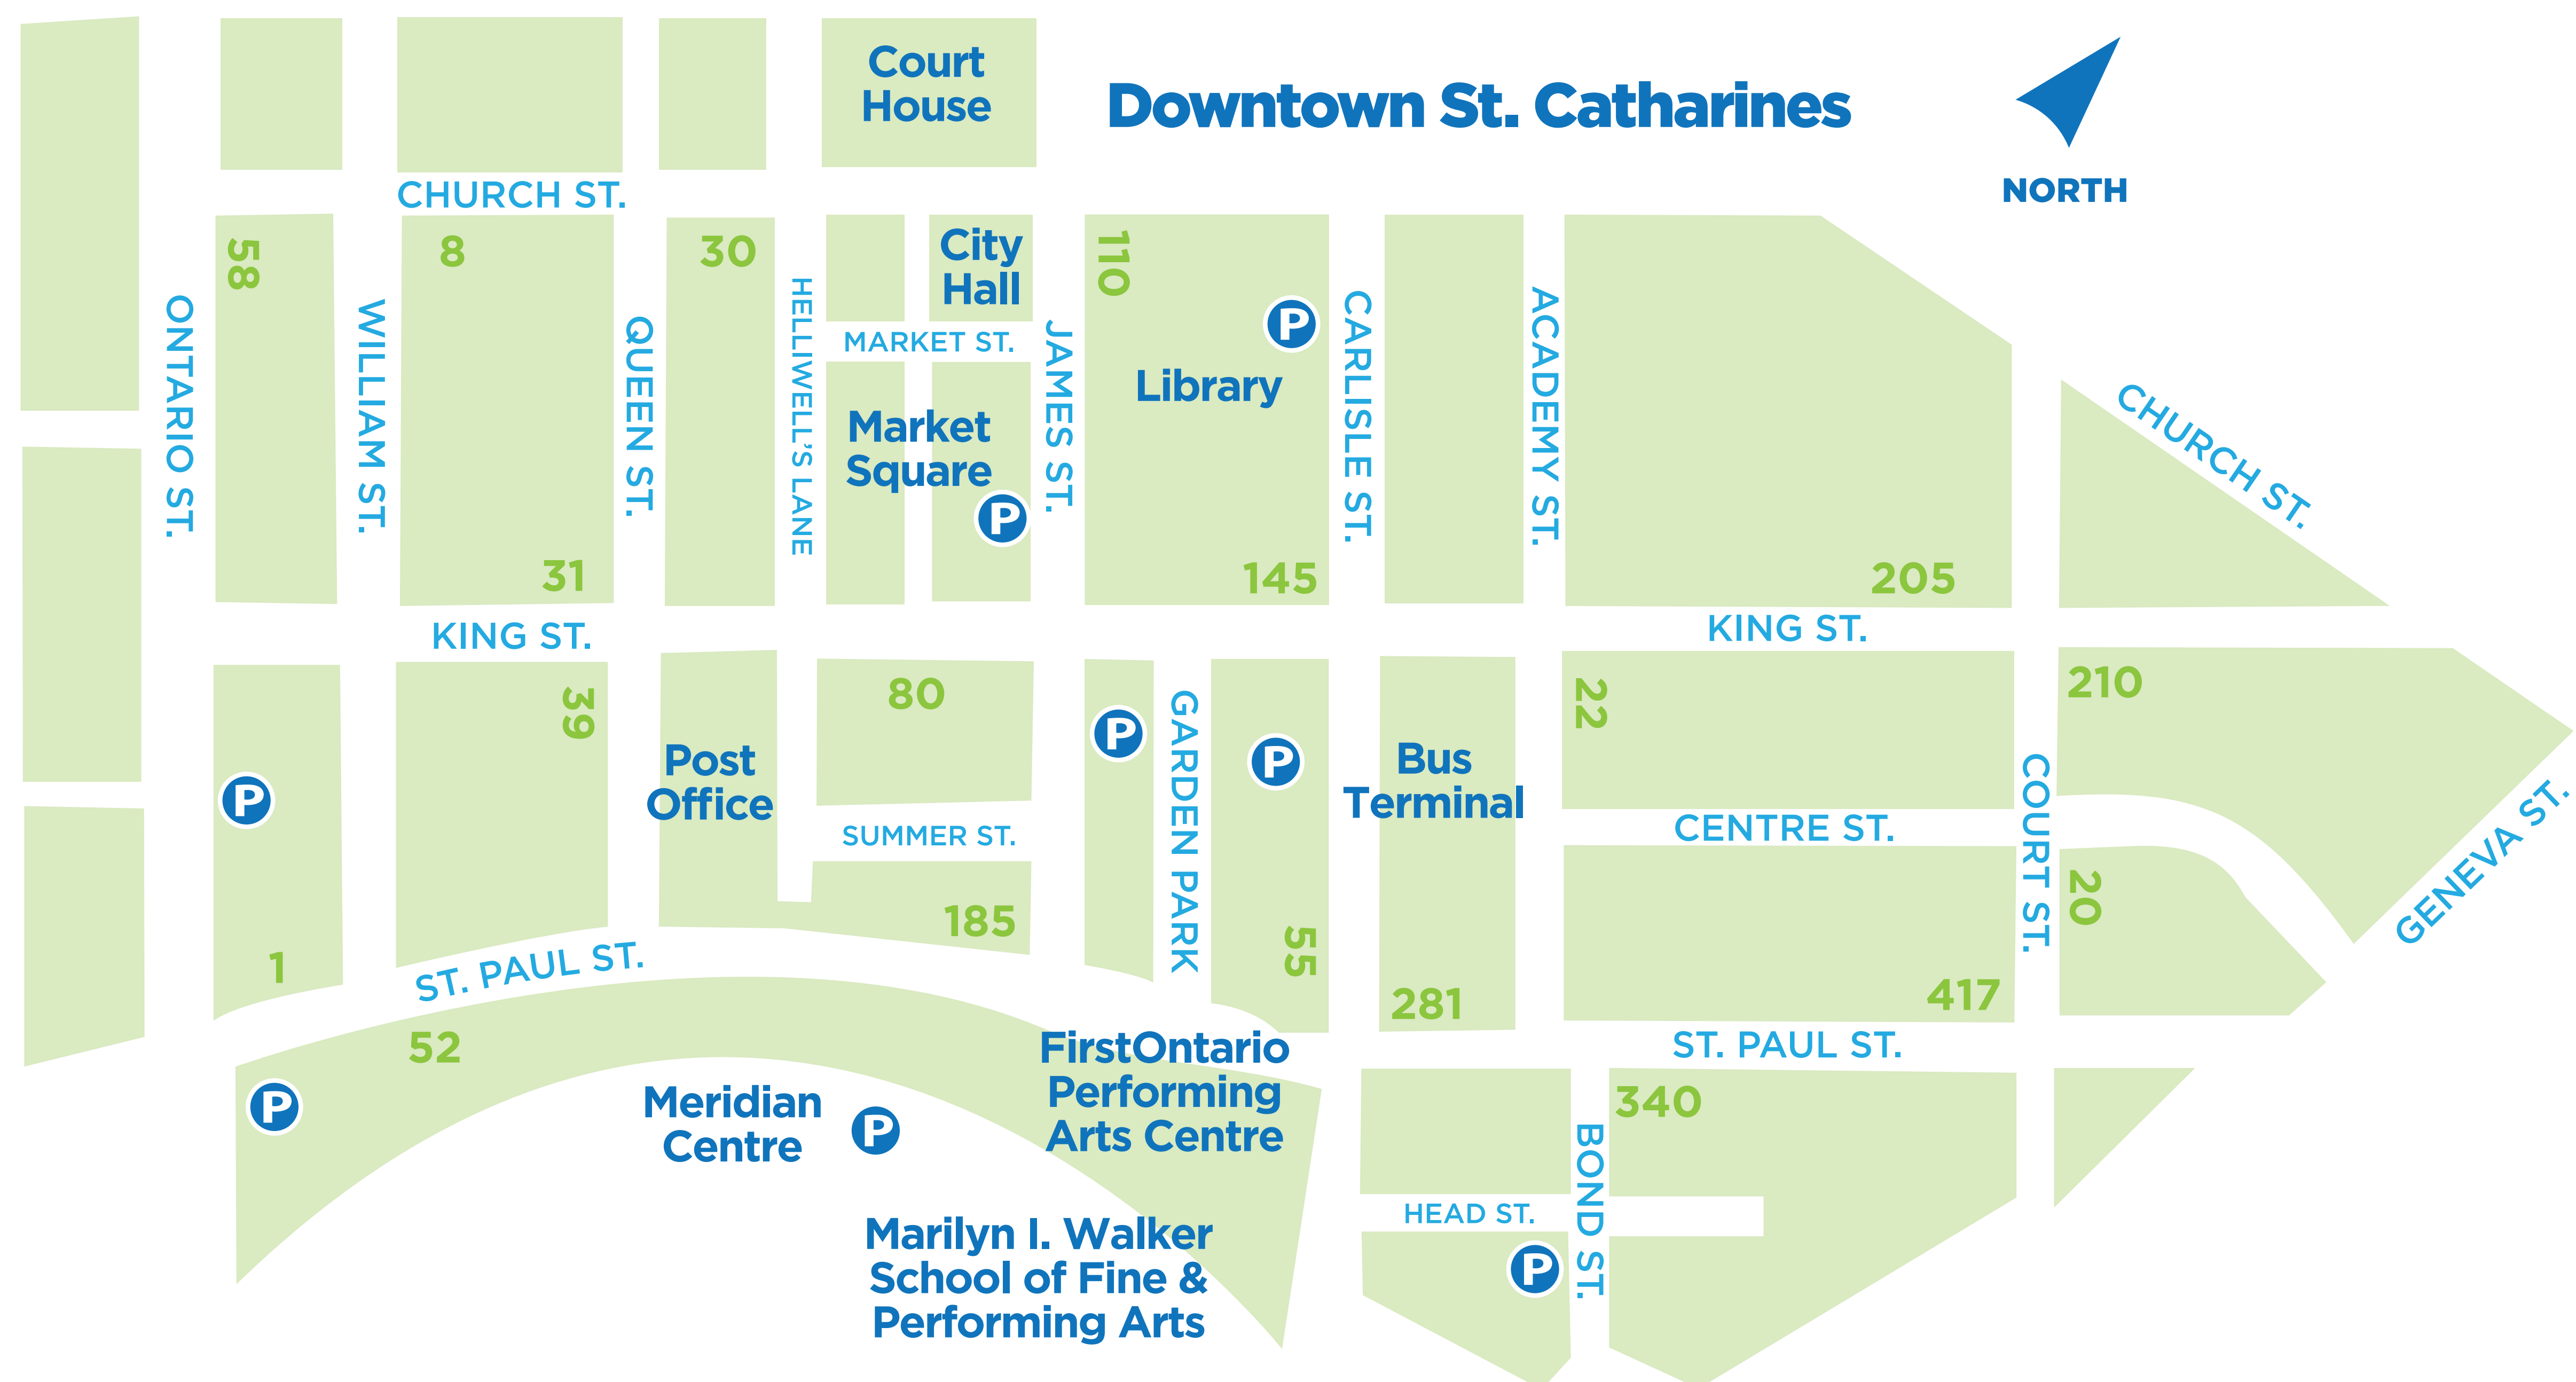 Court
House
Downtown St. Catharines
NORTH
CHURCH ST.
58
8
30
City
Hall
110
ONTARIO ST.
WILLIAM ST.
QUEEN ST.
HELLIWELL'S LANE
MARKET ST.
JAMES ST.
P
Library
CARLISLE ST.
ACADEMY ST.
CHURCH ST.
Market
Square
P
31
145
205
KING ST.
KING ST.
39
80
22
210
P
Post
Office
P
GARDEN PARK
P
Bus
Terminal
COURT ST.
GENEVA ST.
SUMMER ST.
CENTRE ST.
185
20
1
55
281
417
ST. PAUL ST.
52
FirstOntario
Performing
Arts Centre
ST. PAUL ST.
P
Meridian
Centre
P
340
BOND ST.
HEAD ST.
P
Marilyn I. Walker
School of Fine &
Performing Arts